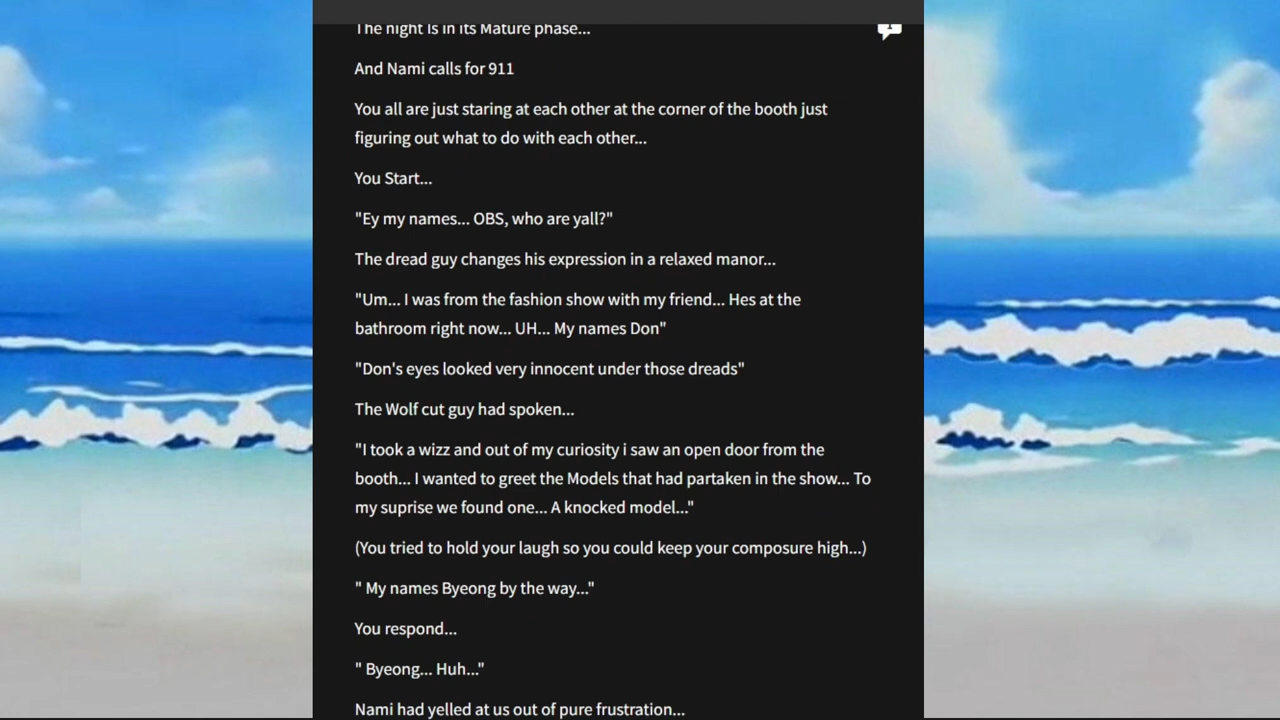 The night is in its Mature phase...
1
And Nami calls for 911
You all are just staring at each other at the corner of the booth just
figuring out what to do with each other...
You Start...
"Ey my names... OBS, who are yall?"
The dread guy changes his expression in a relaxed manor...
"Um... I was from the fashion show with my friend... Hes at the
bathroom right now... UH... My names Don"
"Don's eyes looked very innocent under those dreads"
The Wolf cut guy had spoken...
"I took a wizz and out of my curiosity i saw an open door from the
booth... I wanted to greet the Models that had partaken in the show... To
my suprise we found one... A knocked model..."
(You tried to hold your laugh so you could keep your composure high...)
" My names Byeong by the way..."
You respond...
" Byeong... Huh..."
Nami had yelled at us out of pure frustration...